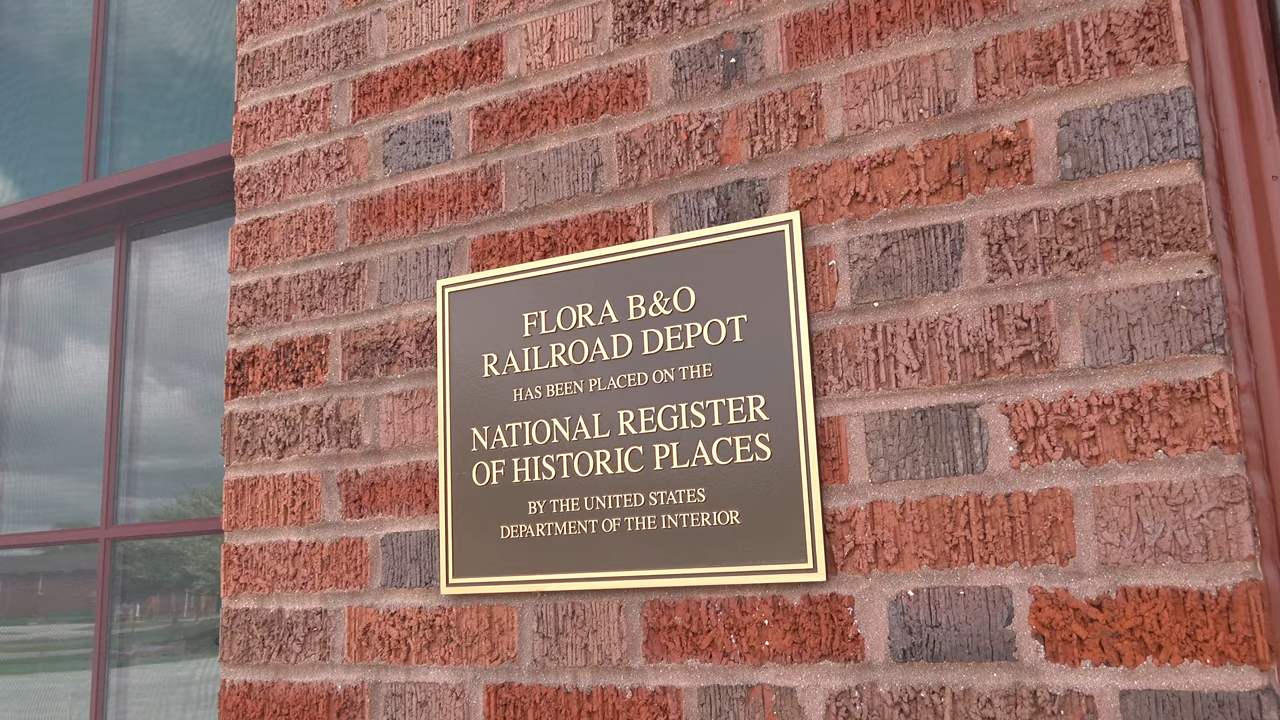 FLORA B&O
RAILROAD DEPOT
HAS BEEN PLACED ON THE
NATIONAL REGISTER
OF HISTORIC PLACES
BY THE UNITED STATES
DEPARTMENT OF THE INTERIOR